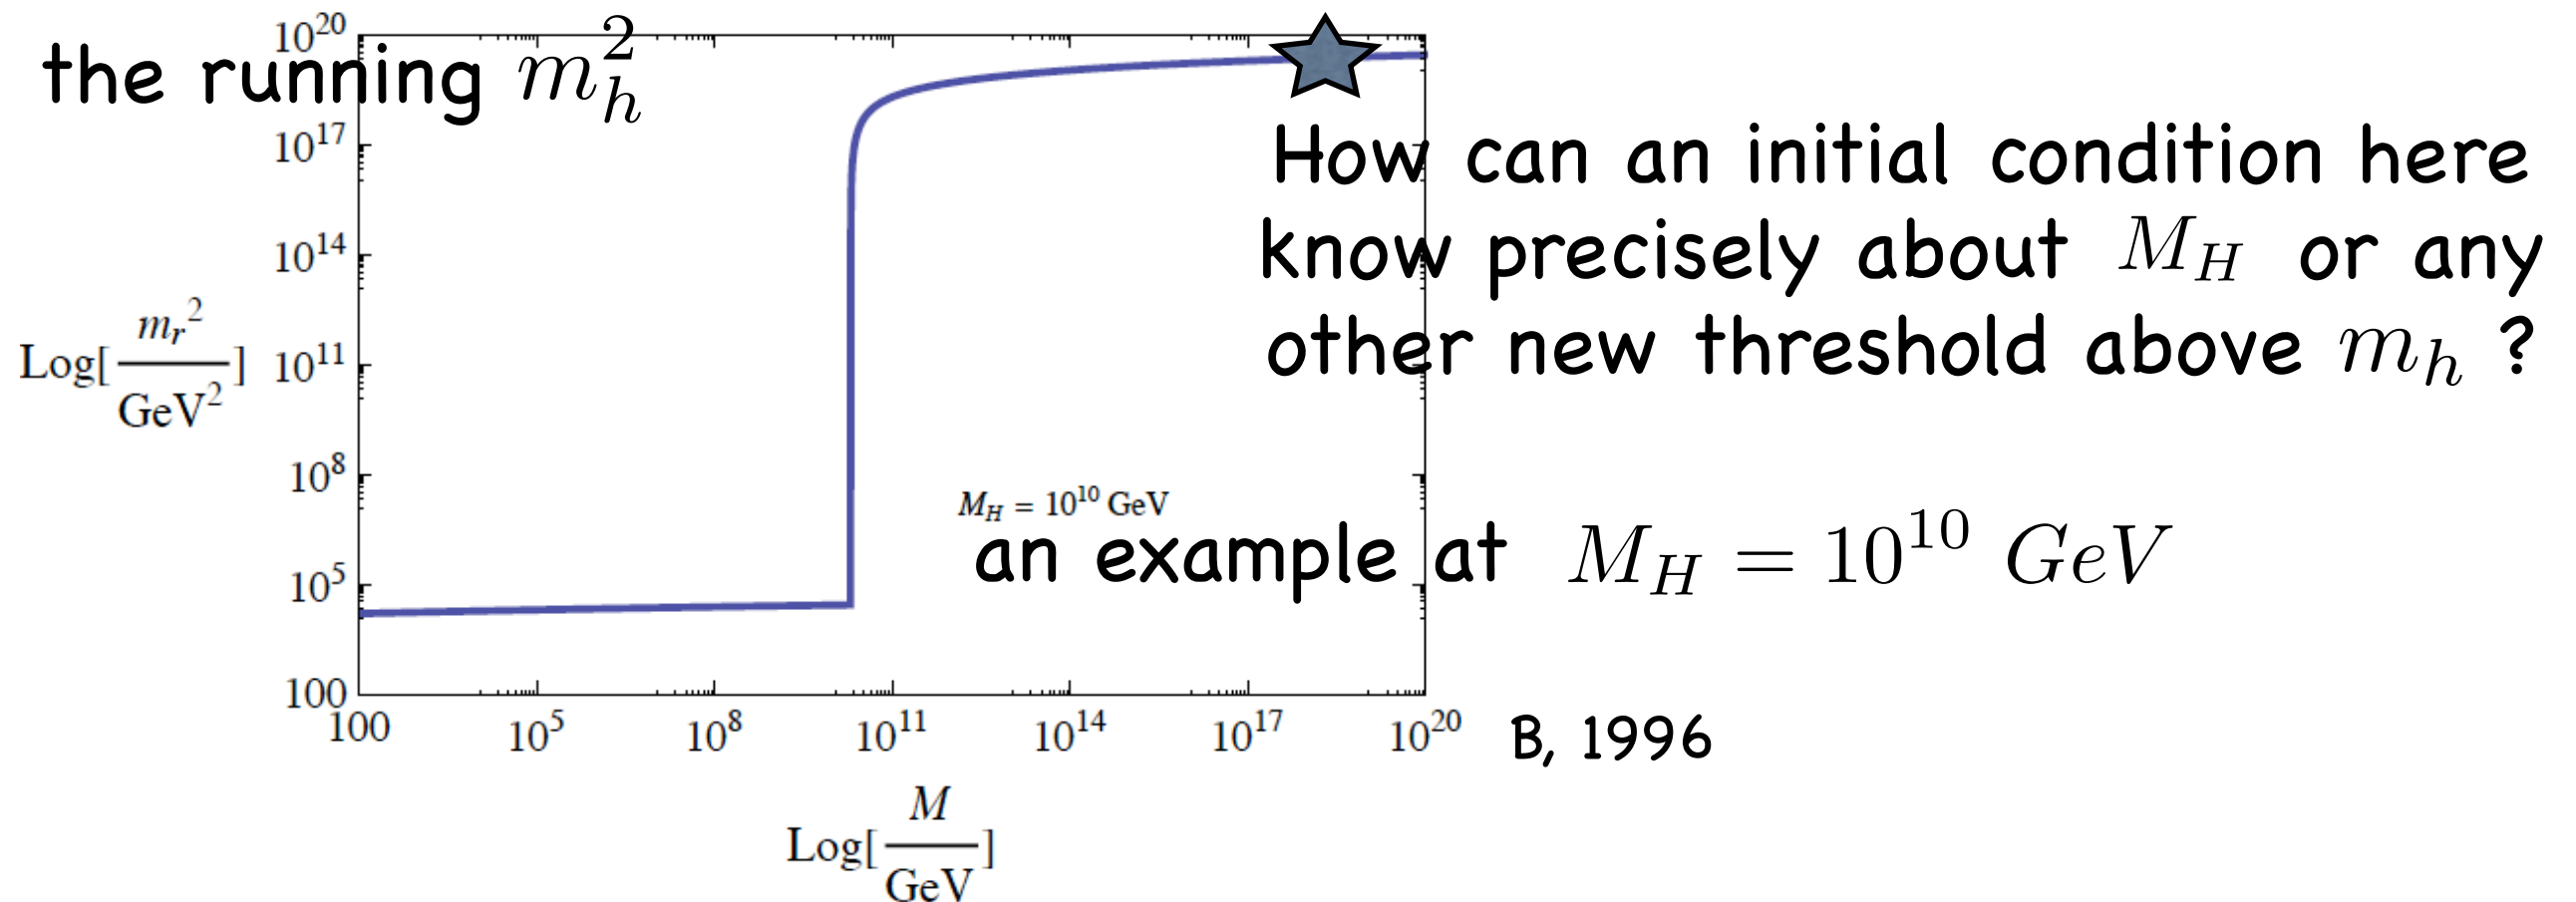 the running m_h^2
10^20
10^17
10^14
10^11
10^8
10^5
100
Log[m_r^2/GeV^2]
How can an initial condition here
know precisely about M_H or any
other new threshold above m_h ?
M_H = 10^10 GeV
an example at M_H = 10^10 GeV
100 10^5 10^8 10^11 10^14 10^17 10^20
B, 1996
Log[M/GeV]